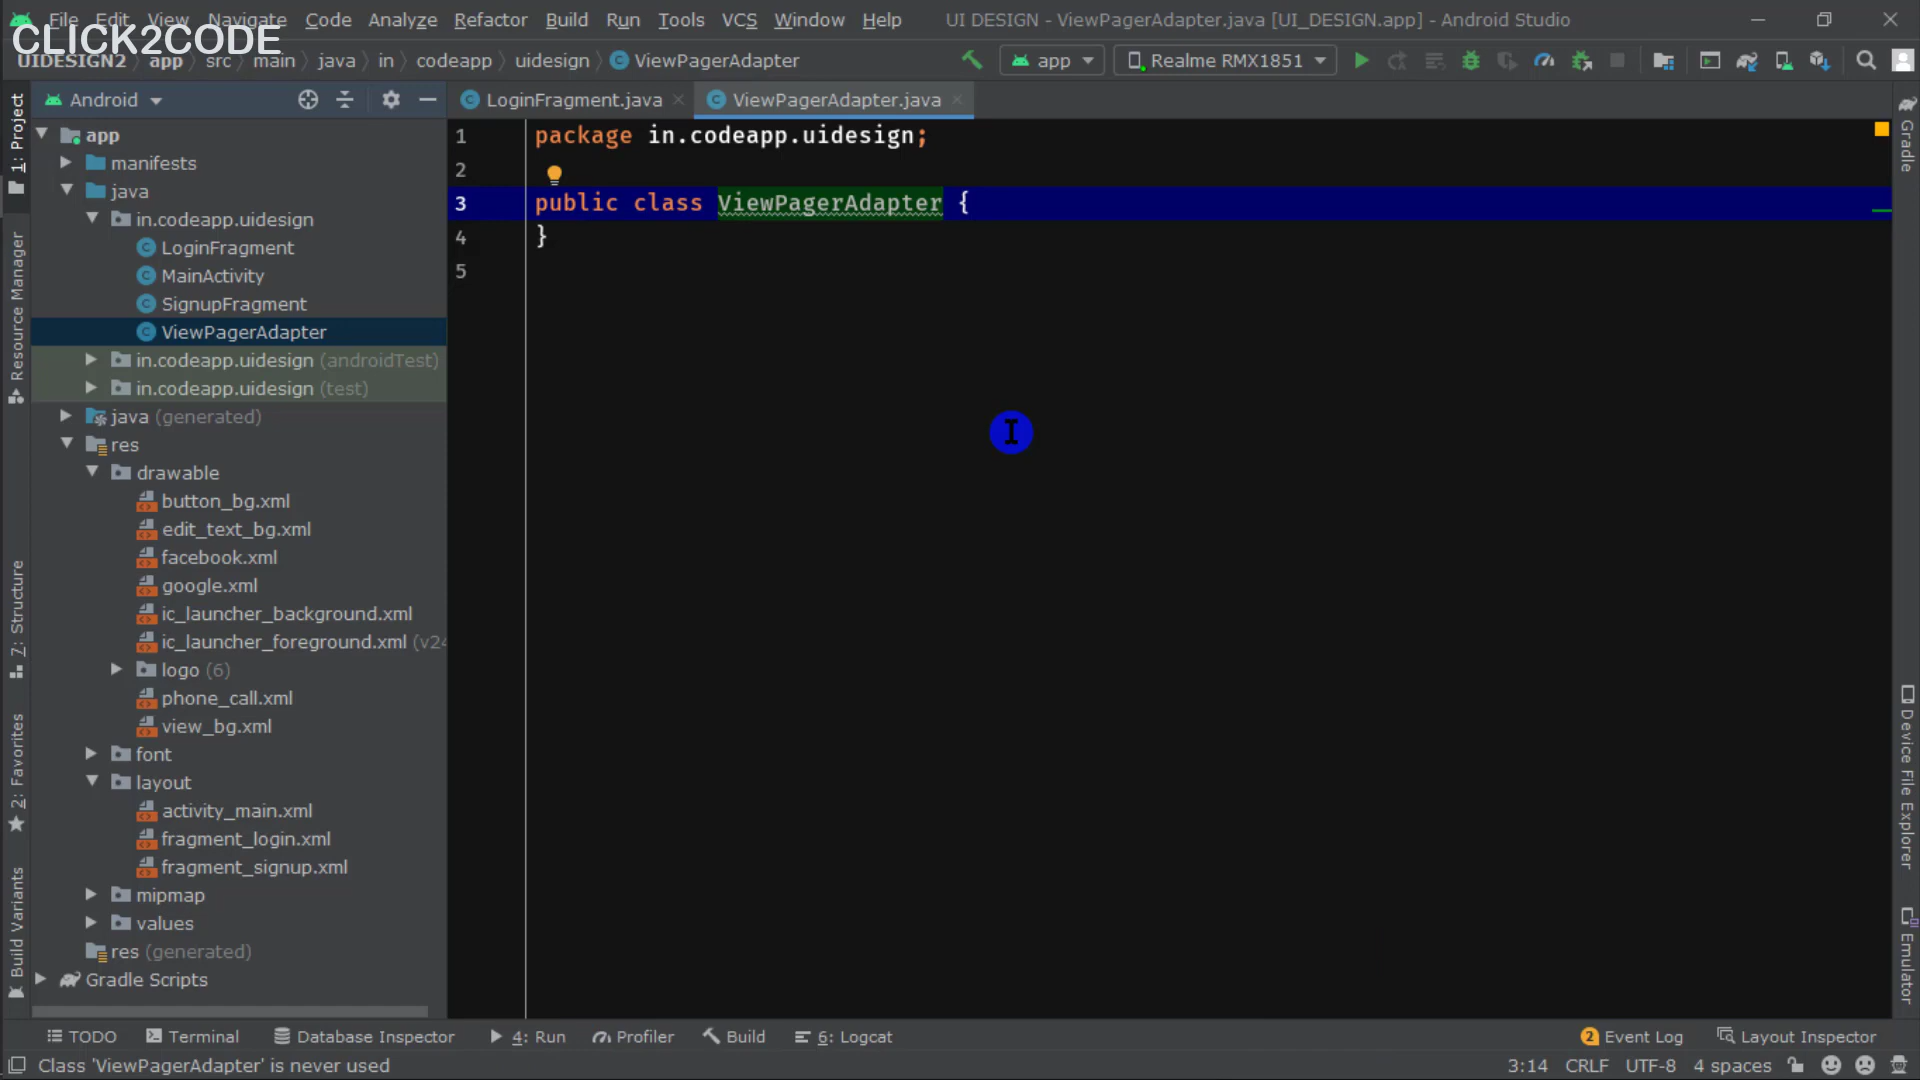 File Edit View Navigate Code Analyze Refactor Build Run Tools VCS Window Help UI DESIGN - ViewPagerAdapter.java [UI_DESIGN.app] - Android Studio
CLICK2CODE
UIDESIGN2 app src main java in codeapp uidesign ViewPagerAdapter app Realme RMX1851
Android LoginFragment.java ViewPagerAdapter.java
1: Project
Resource Manager
7: Structure
2: Favorites
Build Variants
app
manifests
java
in.codeapp.uidesign
LoginFragment
MainActivity
SignupFragment
ViewPagerAdapter
in.codeapp.uidesign (androidTest)
in.codeapp.uidesign (test)
java (generated)
res
drawable
button_bg.xml
edit_text_bg.xml
facebook.xml
google.xml
ic_launcher_background.xml
ic_launcher_foreground.xml (v24
logo (6)
phone_call.xml
view_bg.xml
font
layout
activity_main.xml
fragment_login.xml
fragment_signup.xml
mipmap
values
res (generated)
Gradle Scripts
1 package in.codeapp.uidesign;
2
3 public class ViewPagerAdapter {
4 }
5
Gradle
Device File Explorer
Emulator
TODO Terminal Database Inspector 4: Run Profiler Build 6: Logcat 2 Event Log Layout Inspector
Class 'ViewPagerAdapter' is never used 3:14 CRLF UTF-8 4 spaces